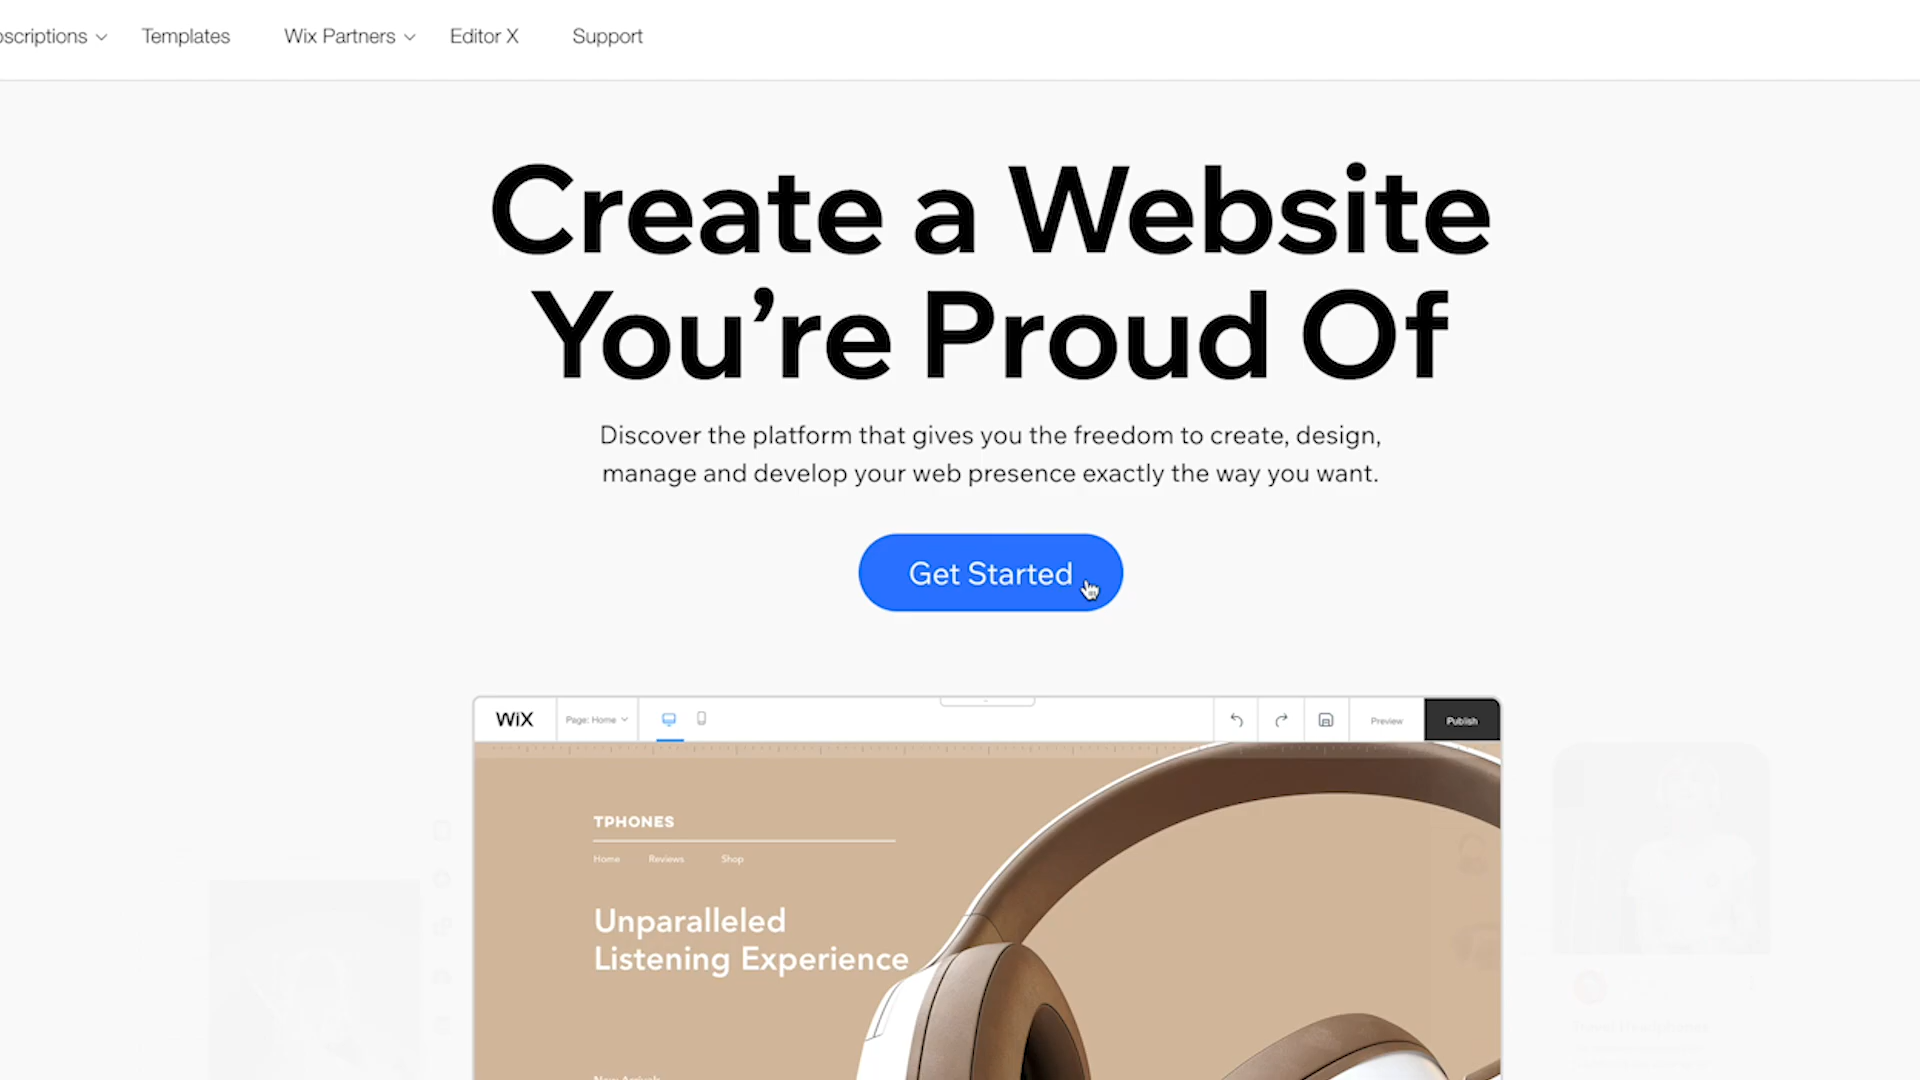 Templates
Wix Partners
Editor X
Support
Create a Website
You’re Proud Of
Discover the platform that gives you the freedom to create, design,
manage and develop your web presence exactly the way you want.
Get Started
WiX
Page: Home
Preview
Publish
TPHONES
Home Reviews Shop
Unparalleled
Listening Experience